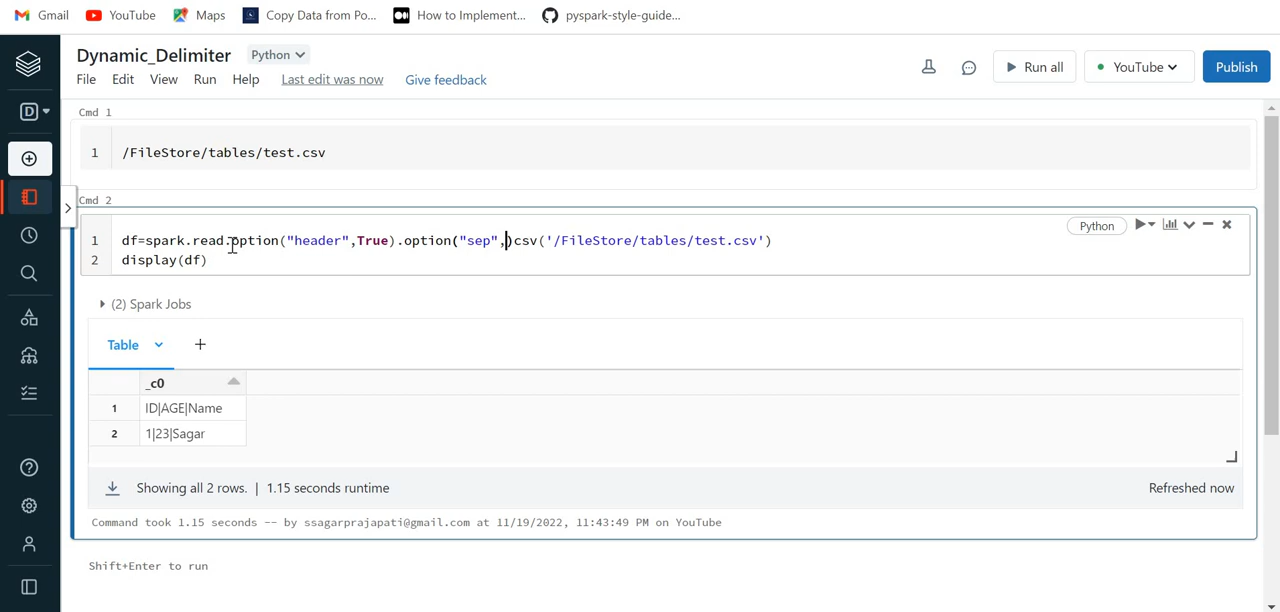 Gmail YouTube Maps Copy Data from Po... How to Implement... pyspark-style-guide...
Dynamic_Delimiter Python
File Edit View Run Help Last edit was now Give feedback
Run all YouTube Publish
D
Cmd 1
1 /FileStore/tables/test.csv
Cmd 2
Python
1 df=spark.read.option("header",True).option("sep",)csv('/FileStore/tables/test.csv')
2 display(df)
(2) Spark Jobs
Table +
_c0
1 ID|AGE|Name
2 1|23|Sagar
Showing all 2 rows. | 1.15 seconds runtime Refreshed now
Command took 1.15 seconds -- by ssagarprajapati@gmail.com at 11/19/2022, 11:43:49 PM on YouTube
Shift+Enter to run